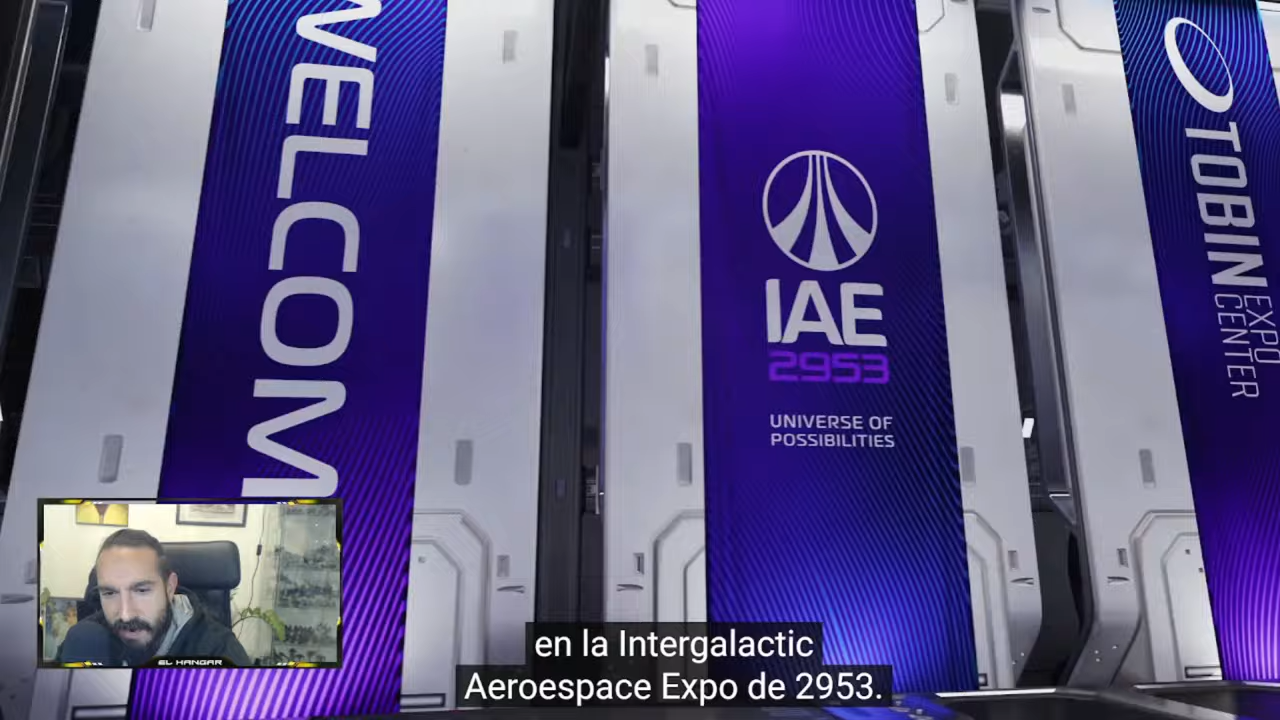 WELCOM
IAE
2953
UNIVERSE OF
POSSIBILITIES
TOBIN
EXPO
CENTER
EL HANGAR
en la Intergalactic
Aeroespace Expo de 2953.